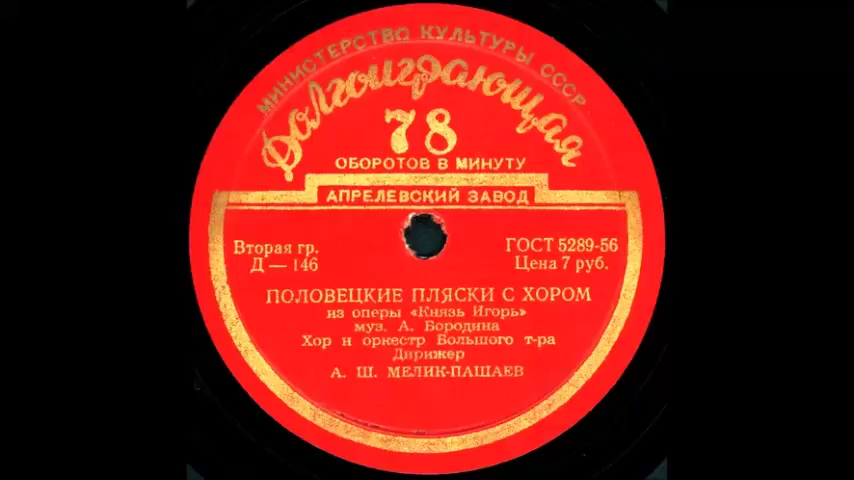 МИНИСТЕРСТВО КУЛЬТУРЫ СССР
Долгоиграющая
78
ОБОРОТОВ В МИНУТУ
АПРЕЛЕВСКИЙ ЗАВОД
Вторая гр.
Д — 146
ГОСТ 5289-56
Цена 7 руб.
ПОЛОВЕЦКИЕ ПЛЯСКИ С ХОРОМ
из оперы «Князь Игорь»
муз. А. Бородина
Хор и оркестр Большого т-ра
Дирижер
А. Ш. МЕЛИК-ПАШАЕВ